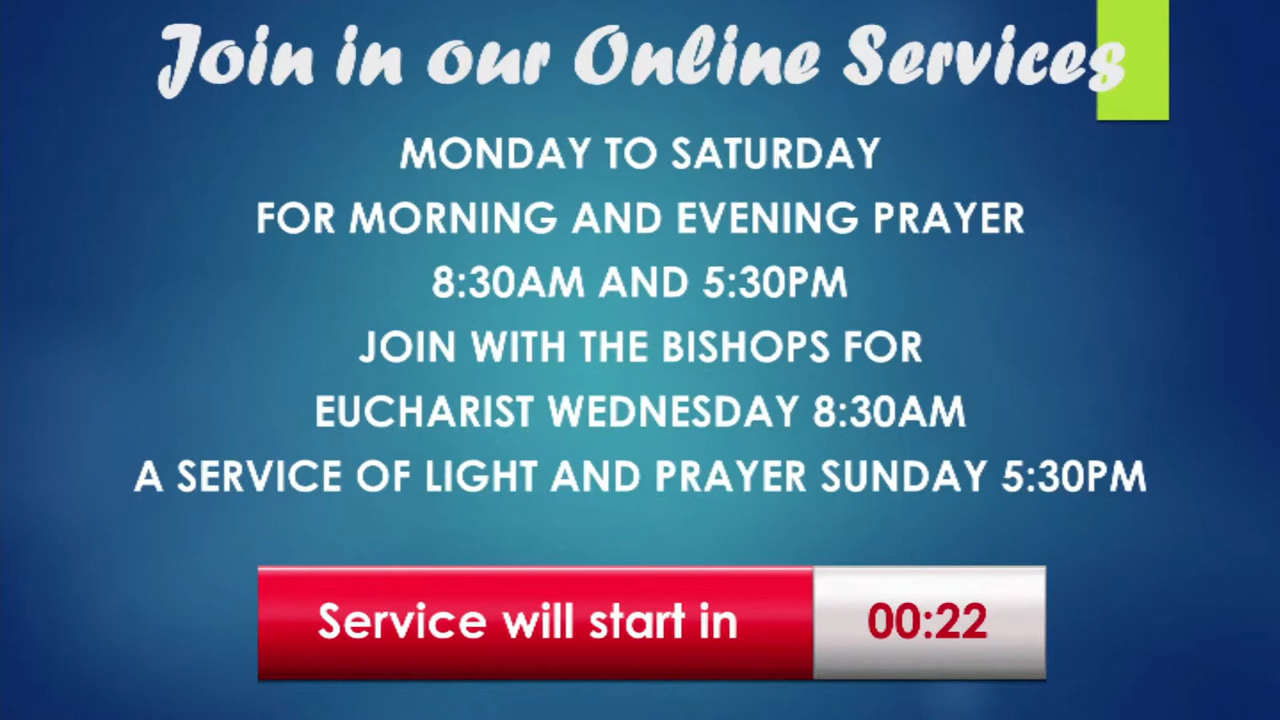 Join in our Online Services
MONDAY TO SATURDAY
FOR MORNING AND EVENING PRAYER
8:30AM AND 5:30PM
JOIN WITH THE BISHOPS FOR
EUCHARIST WEDNESDAY 8:30AM
A SERVICE OF LIGHT AND PRAYER SUNDAY 5:30PM
Service will start in 00:22